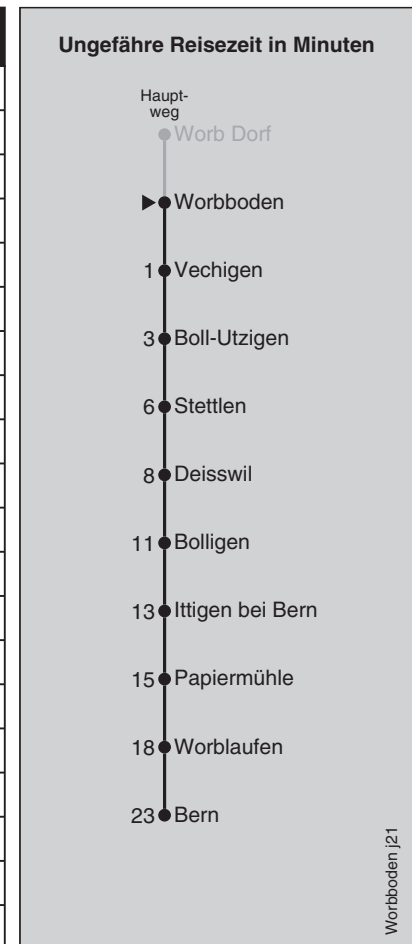 Ungefähre Reisezeit in Minuten
Haupt-
weg
Worb Dorf
Worbboden
1 Vechigen
3 Boll-Utzigen
6 Stettlen
8 Deisswil
11 Bolligen
13 Ittigen bei Bern
15 Papiermühle
18 Worblaufen
23 Bern
Worbboden j21